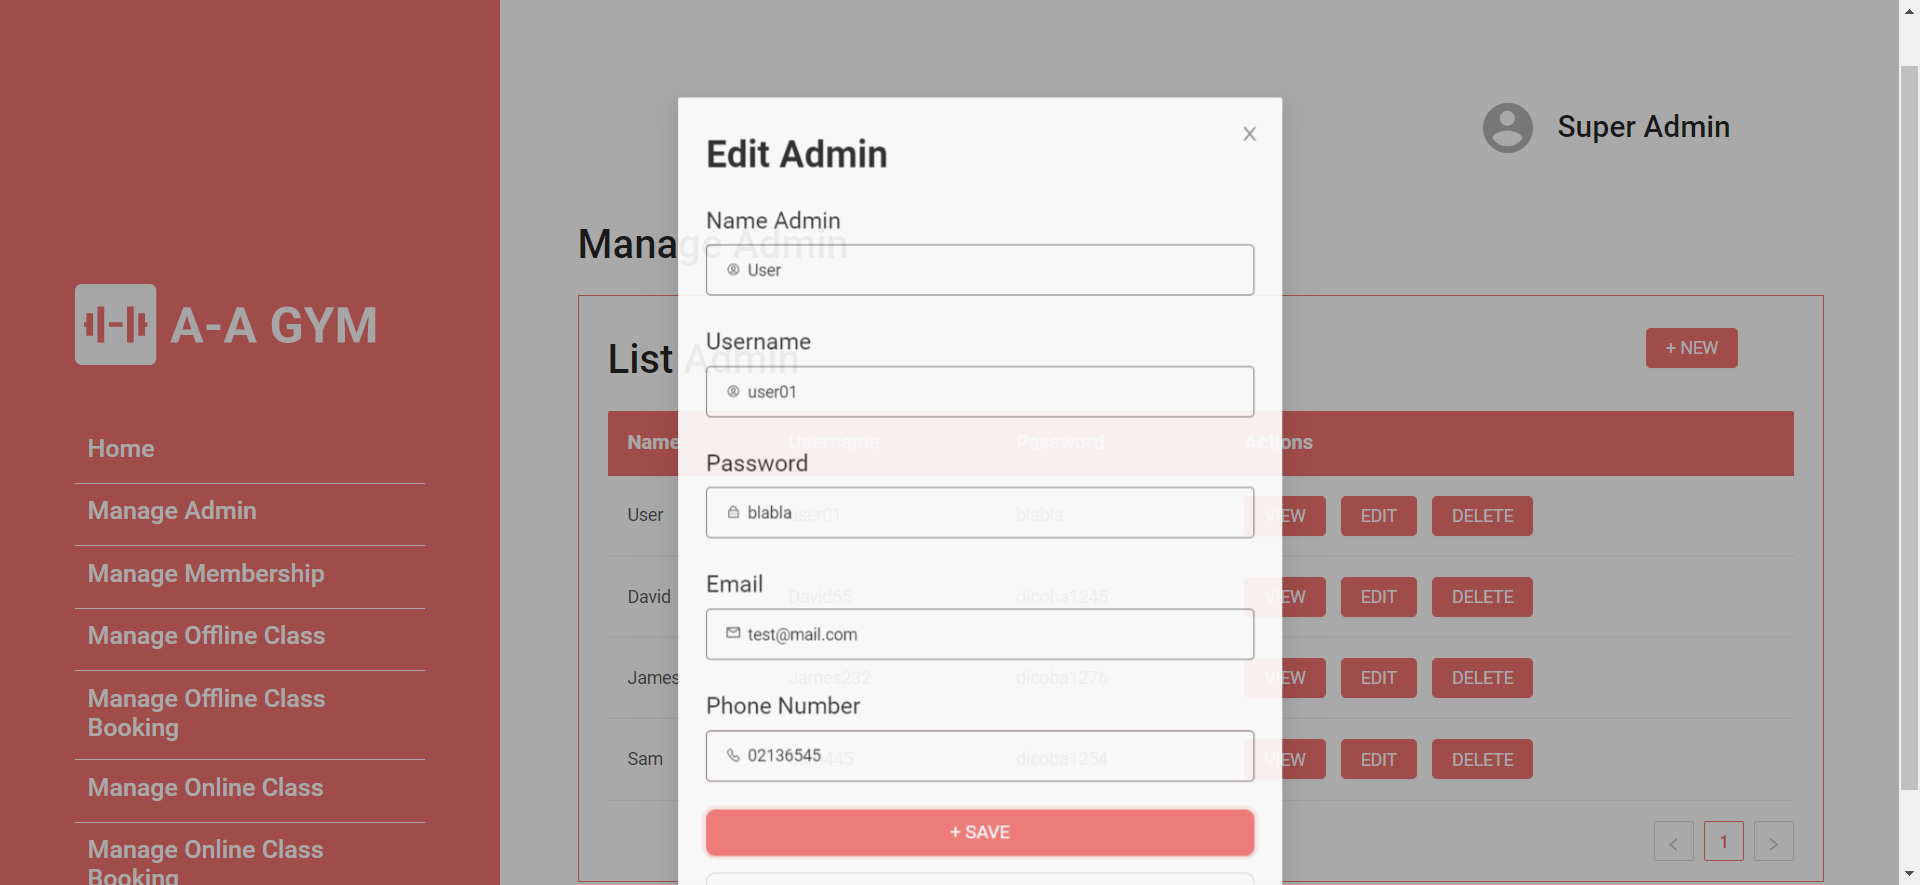 A-A GYM
Home
Manage Admin
Manage Membership
Manage Offline Class
Manage Offline Class
Booking
Manage Online Class
Manage Online Class
Booking
Super Admin
Manage Admin
List Admin
+ NEW
Name Username Password Actions
User user01 blabla VIEW EDIT DELETE
David David55 dicoba1245 VIEW EDIT DELETE
James James232 dicoba1276 VIEW EDIT DELETE
Sam dicoba1254 VIEW EDIT DELETE
< 1 >
Edit Admin
X
Name Admin
User
Username
user01
Password
blabla
Email
test@mail.com
Phone Number
02136545
+ SAVE